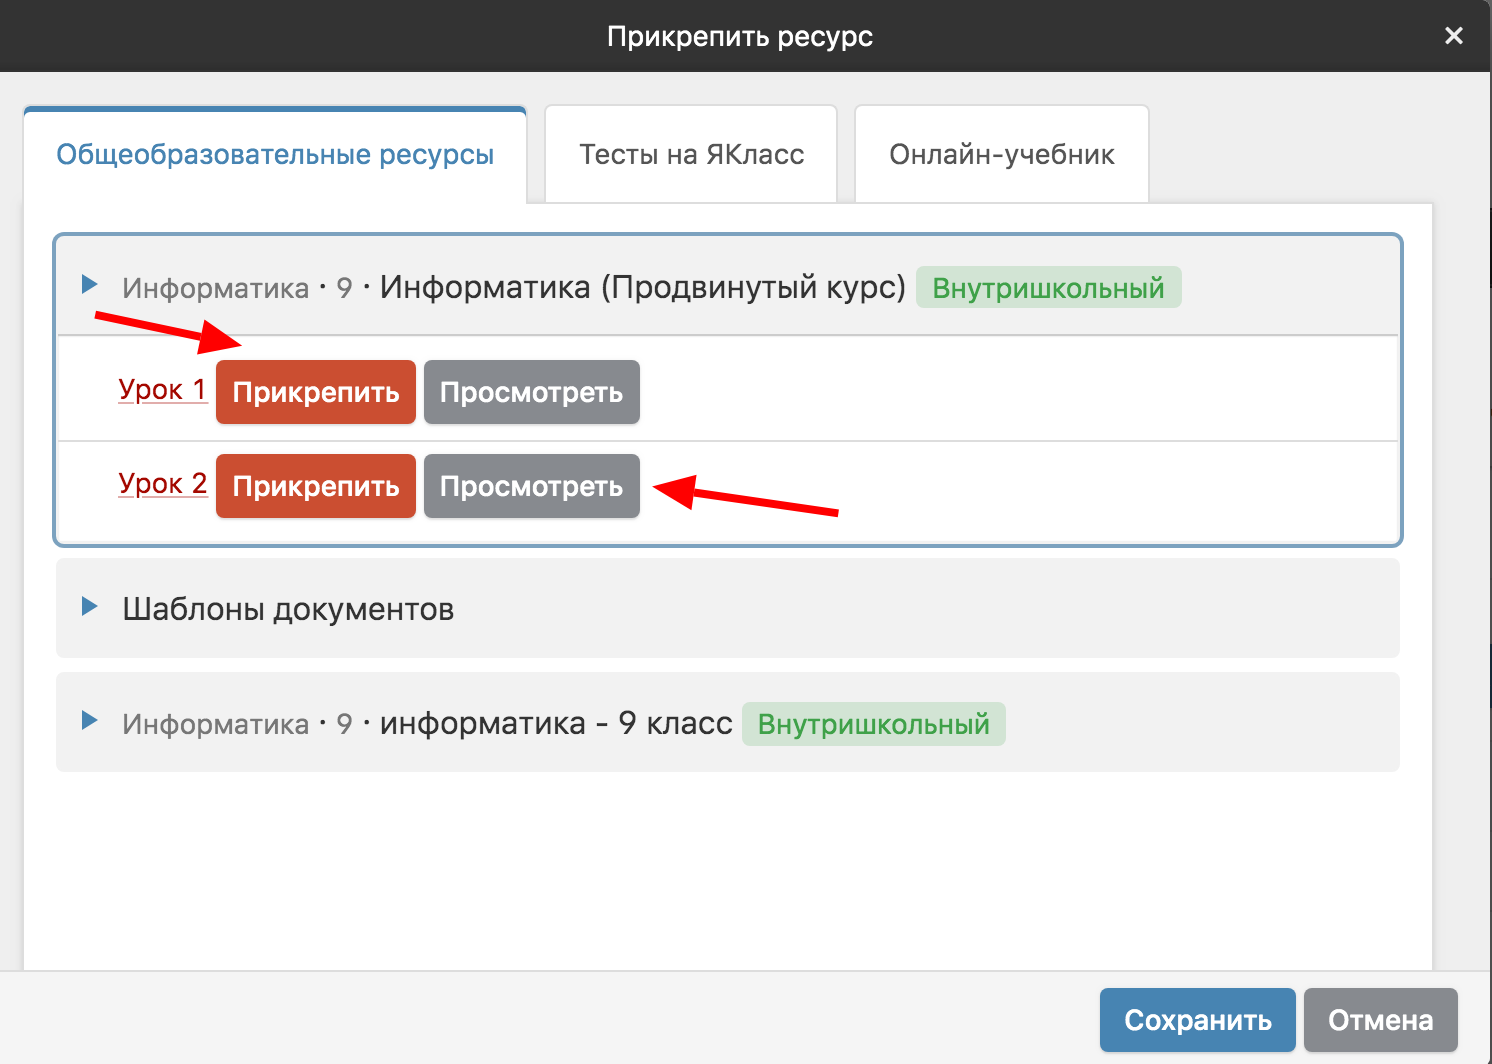 Прикрепить ресурс
Общеобразовательные ресурсы
Тесты на ЯКласс
Онлайн-учебник
Информатика · 9 · Информатика (Продвинутый курс) Внутришкольный
Урок 1 Прикрепить Просмотреть
Урок 2 Прикрепить Просмотреть
Шаблоны документов
Информатика · 9 · информатика - 9 класс Внутришкольный
Сохранить Отмена